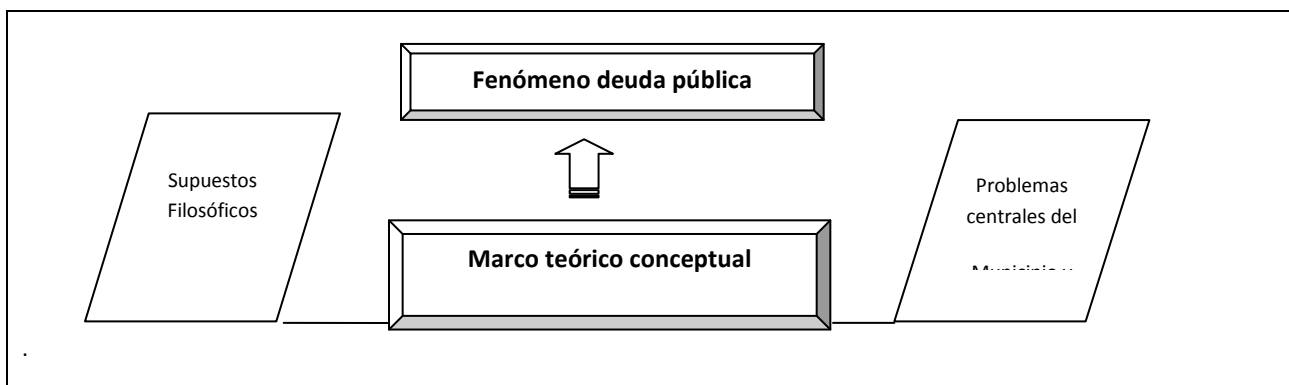 Fenómeno deuda pública
Supuestos
Filosóficos
Marco teórico conceptual
Problemas
centrales del
.